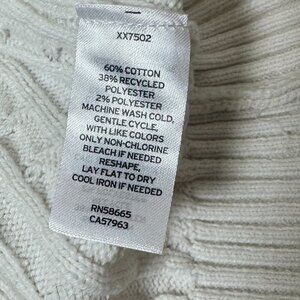 XX7502
60% COTTON
38% RECYCLED
POLYESTER
2% POLYESTER
MACHINE WASH COLD,
GENTLE CYCLE,
WITH LIKE COLORS
ONLY NON-CHLORINE
BLEACH IF NEEDED
RESHAPE,
LAY FLAT TO DRY
COOL IRON IF NEEDED
RN58665
CA57963